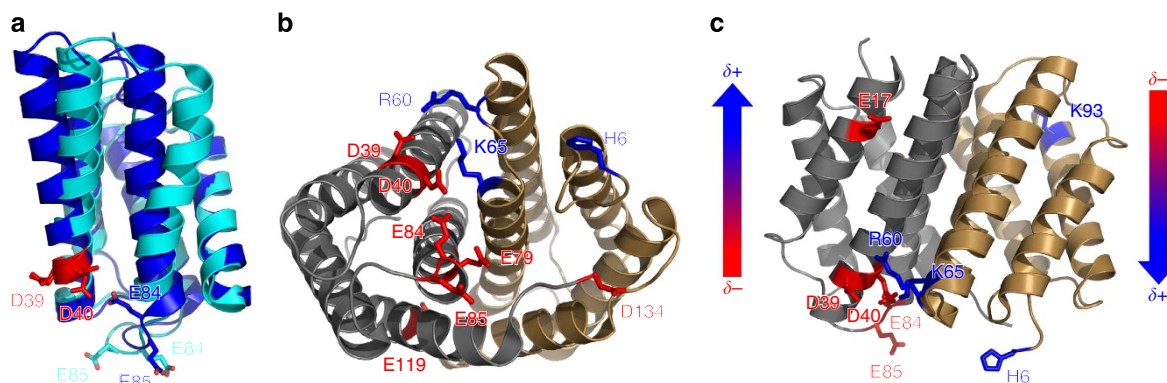 a
D39
D40
E84
E84
E85
E85
b
R60
D39
K65
H6
D40
E84
E79
E85
D134
E119
c
δ+
δ−
E17
K93
R60
K65
D39
D40
E84
δ−
δ+
E85
H6